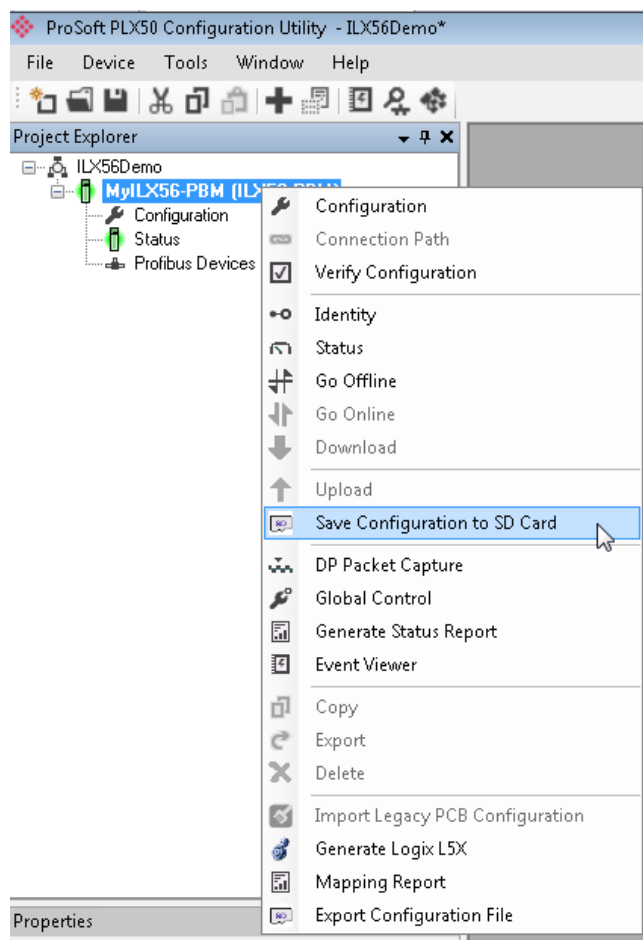 ProSoft PLX50 Configuration Utility - ILX56Demo*
File Device Tools Window Help
Project Explorer
ILX56Demo
MyILX56-PBM
Configuration
Status
Profibus Devices
Configuration
Connection Path
Verify Configuration
Identity
Status
Go Offline
Go Online
Download
Upload
Save Configuration to SD Card
DP Packet Capture
Global Control
Generate Status Report
Event Viewer
Copy
Export
Delete
Import Legacy PCB Configuration
Generate Logix L5X
Mapping Report
Export Configuration File
Properties